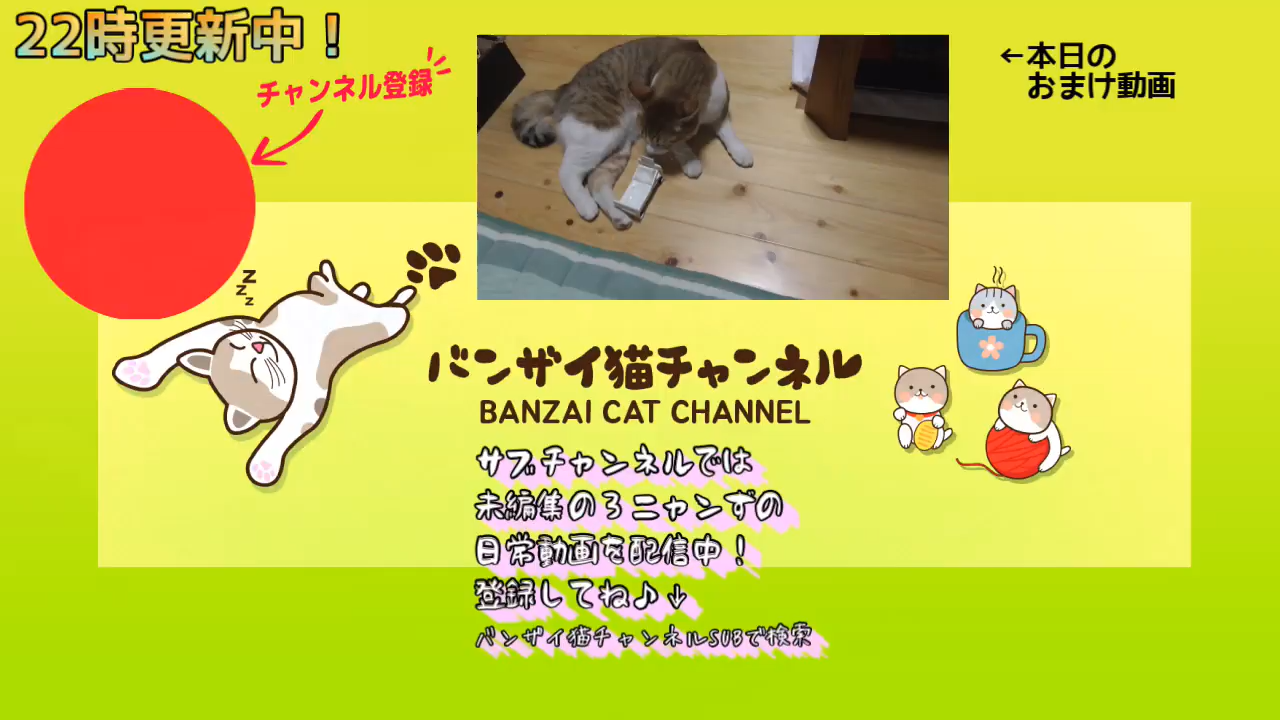 22時更新中！
チャンネル登録
←本日の
おまけ動画
z
z
z
バンザイ猫チャンネル
BANZAI CAT CHANNEL
サブチャンネルでは
未編集の３ニャンずの
日常動画を配信中！
登録してね♪↓
バンザイ猫チャンネルSUBで検索